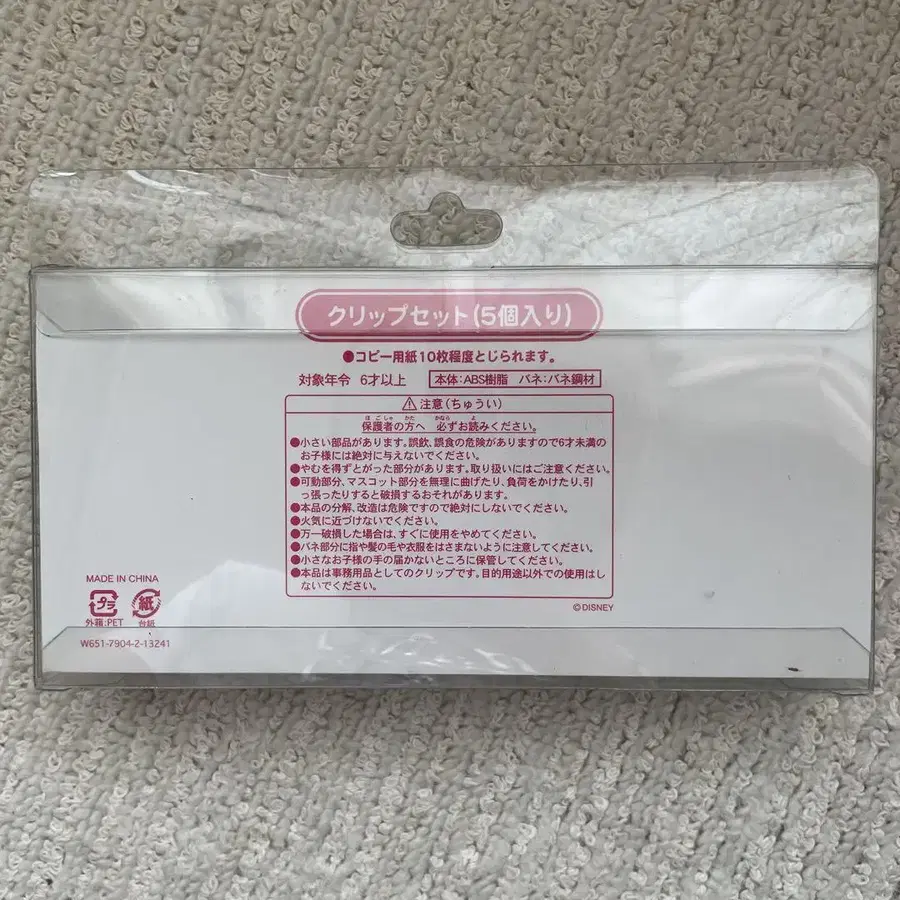 クリップセット(5個入り)
●コピー用紙10枚程度とじられます。
対象年令 6才以上 本体:ABS樹脂 バネ:バネ鋼材
⚠注意(ちゅうい)
ほごしゃ かた かなら よ
保護者の方へ 必ずお読みください。
●小さい部品があります。誤飲、誤食の危険がありますので6才未満の
お子様には絶対に与えないでください。
●やむを得ずとがった部分があります。取り扱いにはご注意ください。
●可動部分、マスコット部分を無理に曲げたり、負荷をかけたり、引
っ張ったりすると破損するおそれがあります。
●本品の分解、改造は危険ですので絶対にしないでください。
●火気に近づけないでください。
●万一破損した場合は、すぐに使用をやめてください。
●バネ部分に指や髪の毛や衣服をはさまないように注意してください。
●小さなお子様の手の届かないところに保管してください。
●本品は事務用品としてのクリップです。目的用途以外での使用はし
ないでください。
©DISNEY
MADE IN CHINA
プラ 紙
外箱:PET 台紙
W651-7904-2-13241